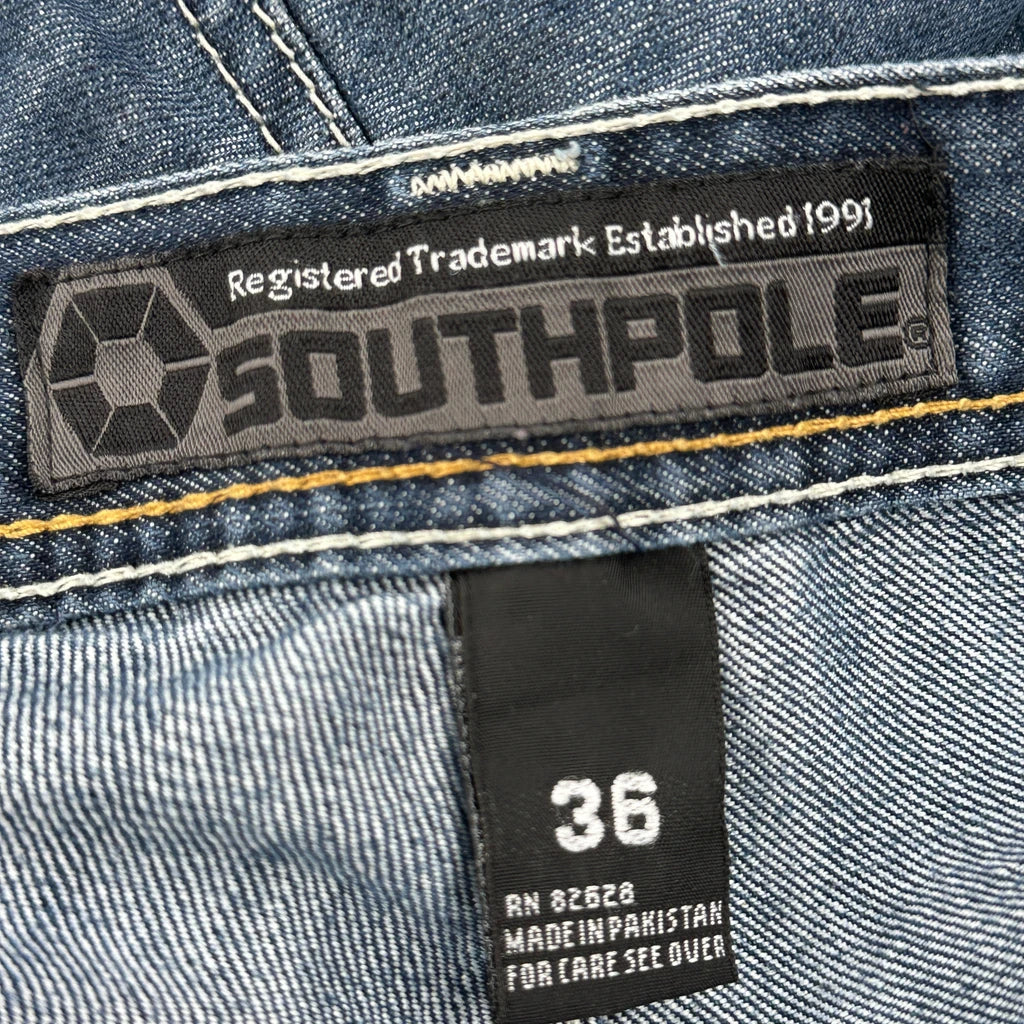 Registered Trademark Established 1991
SOUTHPOLE®
36
RN 82628
MADE IN PAKISTAN
FOR CARE SEE OVER